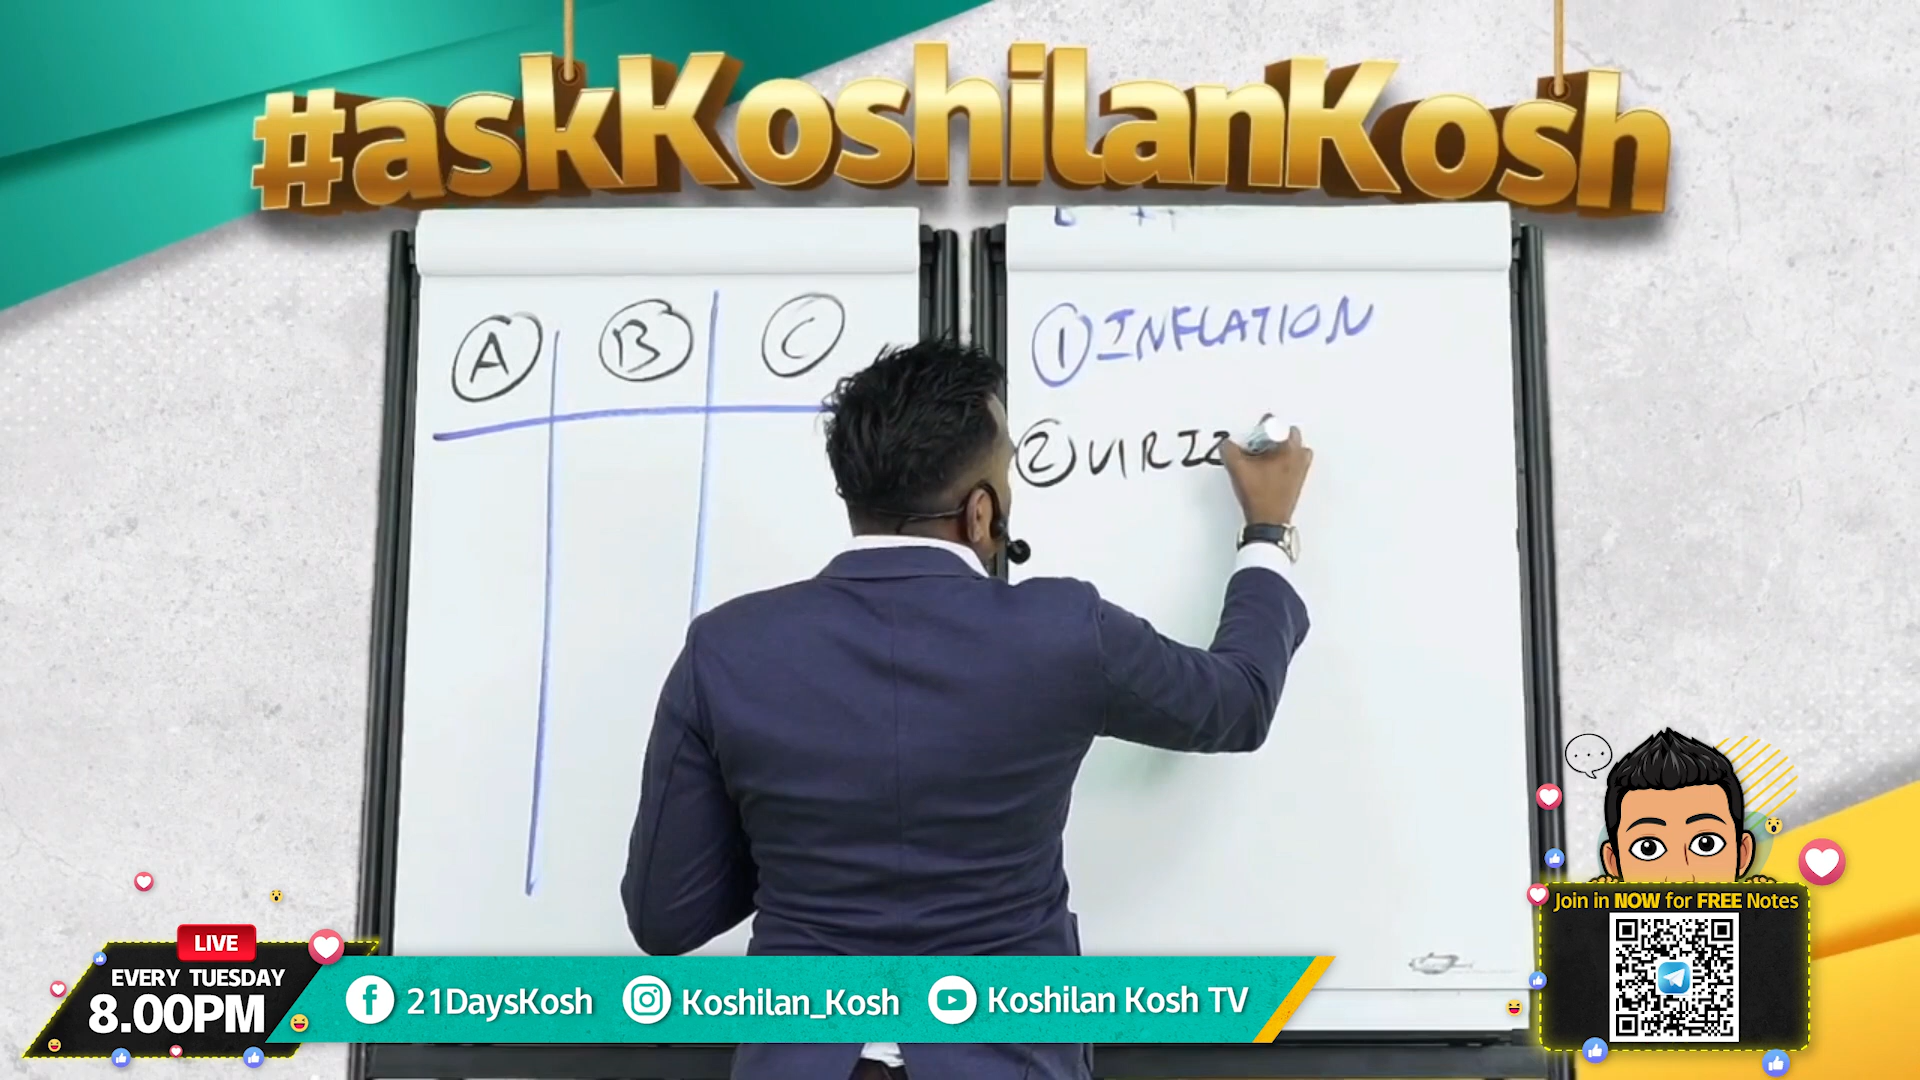 #askKoshilanKosh
A B C
1 INFLATION
2
LIVE
EVERY TUESDAY
8.00PM
21DaysKosh
Koshilan_Kosh
Koshilan Kosh TV
Join in NOW for FREE Notes